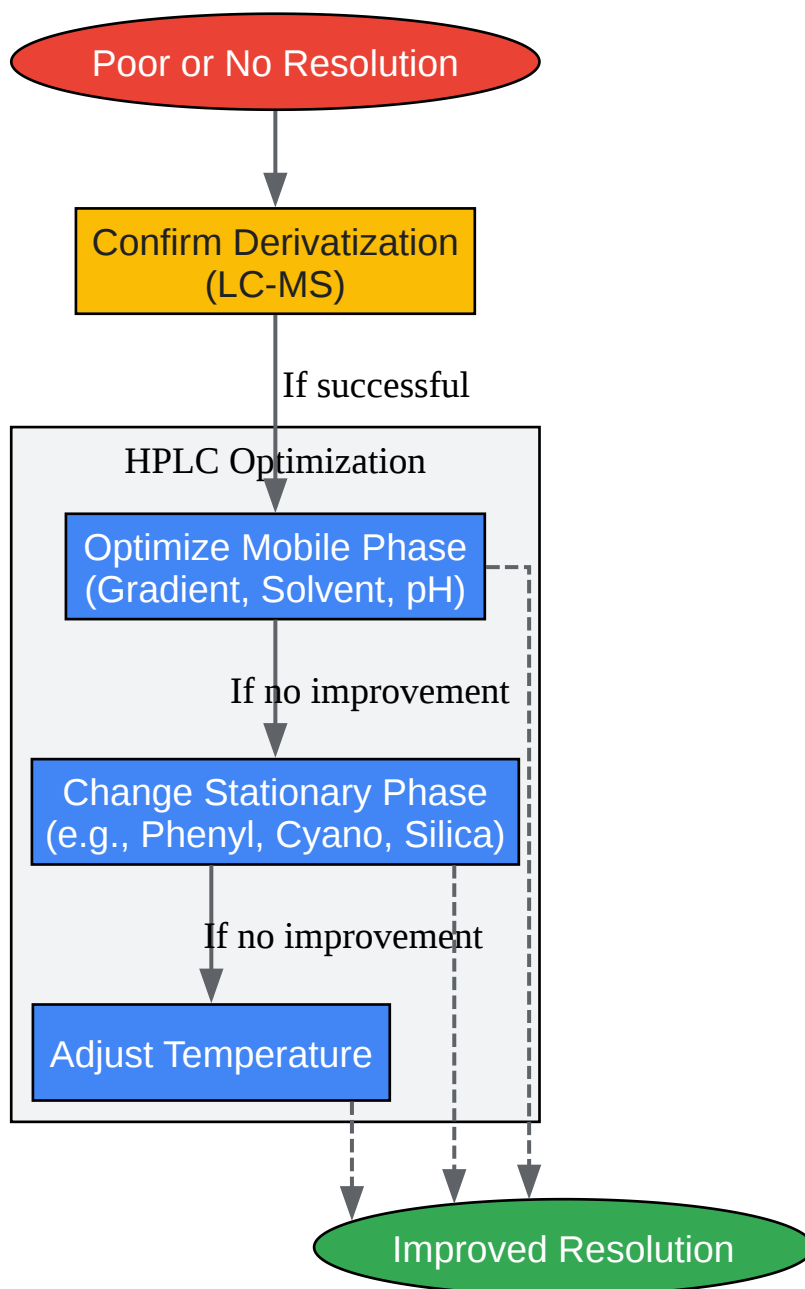 Poor or No Resolution
Confirm Derivatization
(LC-MS)
If successful
HPLC Optimization
Optimize Mobile Phase
(Gradient, Solvent, pH)
If no improvement
Change Stationary Phase
(e.g., Phenyl, Cyano, Silica)
If no improvement
Adjust Temperature
Improved Resolution